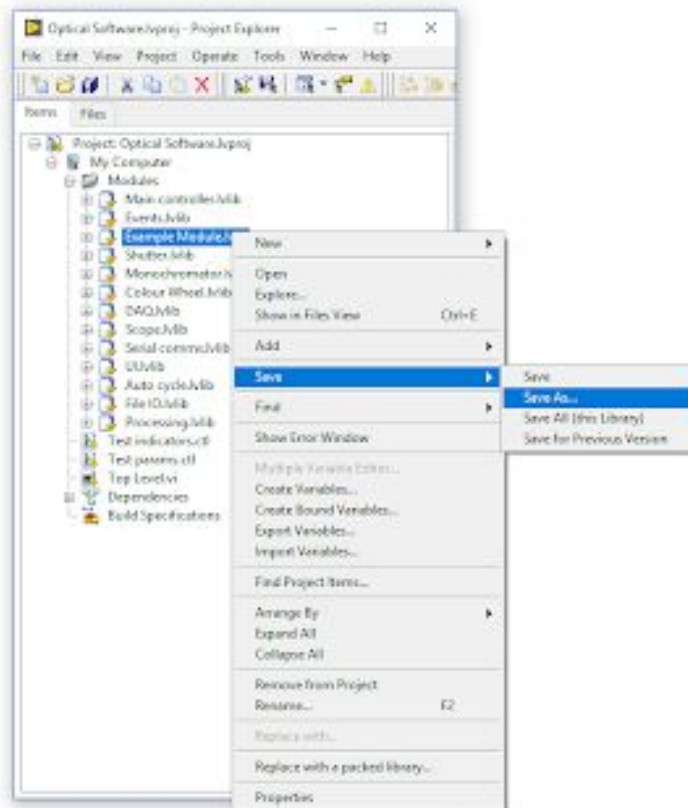 Optical Software.lvproj - Project Explorer
File Edit View Project Operate Tools Window Help
Items Files
Project: Optical Software.lvproj
My Computer
Modules
Main controller.lvlib
Events.lvlib
Example Module.lv
Shutter.lvlib
Monochromator.lv
Colour Wheel.lvlib
DAQ.lvlib
Scope.lvlib
Serial comms.lvlib
UI.lvlib
Auto cycle.lvlib
File IO.lvlib
Processing.lvlib
Test indicators.ctl
Test params.ctl
Top Level.vi
Dependencies
Build Specifications
New
Open
Explore...
Show in Files View Ctrl+E
Add
Save
Find
Show Error Window
Multiple Variable Editor...
Create Variables...
Create Bound Variables...
Export Variables...
Import Variables...
Find Project Items...
Arrange By
Expand All
Collapse All
Remove from Project
Rename... F2
Replace with...
Replace with a packed library...
Properties
Save
Save As...
Save All (this Library)
Save for Previous Version